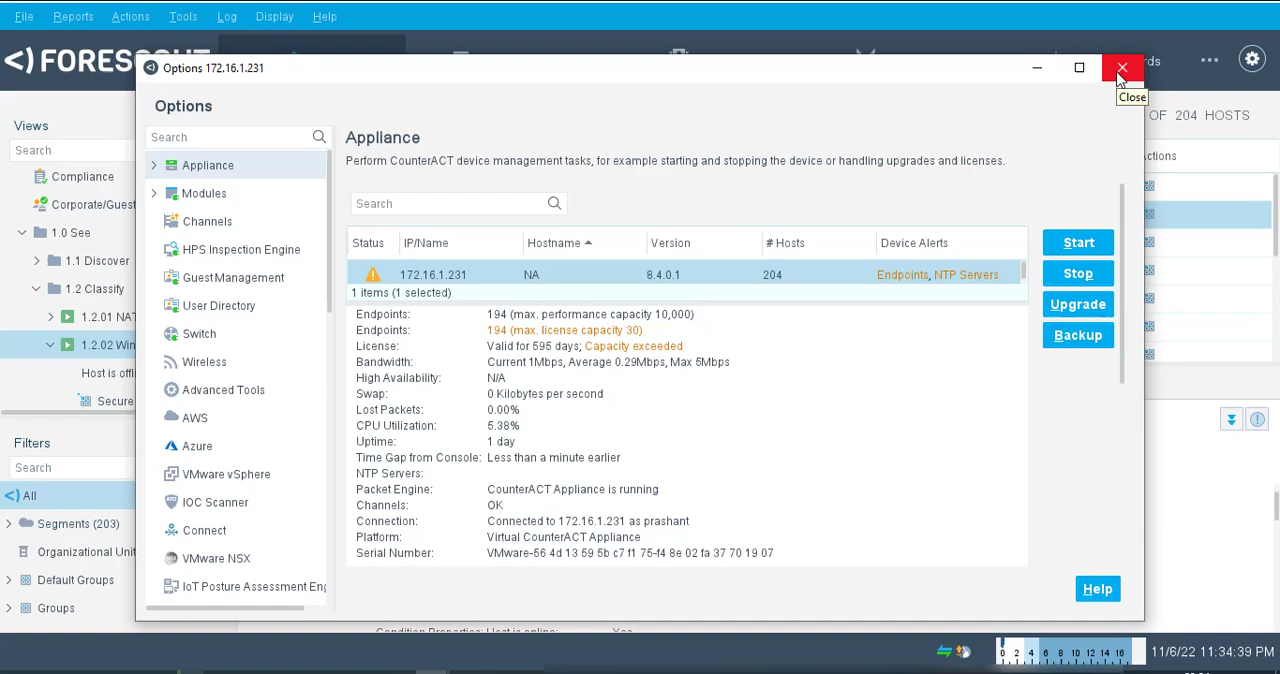 File Reports Actions Tools Log Display Help
Options 172.16.1.231
Close
Views
Search
Compliance
Corporate/Guest
1.0 See
1.1 Discover
1.2 Classify
1.2.01 NAT
1.2.02 Win
Host is offl
Secure
Filters
Search
All
Segments (203)
Organizational Unit
Default Groups
Groups
Options
Search
Appliance
Modules
Channels
HPS Inspection Engine
Guest Management
User Directory
Switch
Wireless
Advanced Tools
AWS
Azure
VMware vSphere
IOC Scanner
Connect
VMware NSX
IoT Posture Assessment Eng
Appliance
Perform CounterACT device management tasks, for example starting and stopping the device or handling upgrades and licenses.
Search
Status IP/Name Hostname Version # Hosts Device Alerts
172.16.1.231 NA 8.4.0.1 204 Endpoints, NTP Servers
1 items (1 selected)
Endpoints: 194 (max. performance capacity 10,000)
Endpoints: 194 (max. license capacity 30)
License: Valid for 595 days; Capacity exceeded
Bandwidth: Current 1Mbps, Average 0.29Mbps, Max 5Mbps
High Availability: N/A
Swap: 0 Kilobytes per second
Lost Packets: 0.00%
CPU Utilization: 5.38%
Uptime: 1 day
Time Gap from Console: Less than a minute earlier
NTP Servers:
Packet Engine: CounterACT Appliance is running
Channels: OK
Connection: Connected to 172.16.1.231 as prashant
Platform: Virtual CounterACT Appliance
Serial Number: VMware-56 4d 13 59 5b c7 f1 75-f4 8e 02 fa 37 70 19 07
Start
Stop
Upgrade
Backup
Help
OF 204 HOSTS
0 2 4 6 8 10 12 14 16
11/6/22 11:34:39 PM